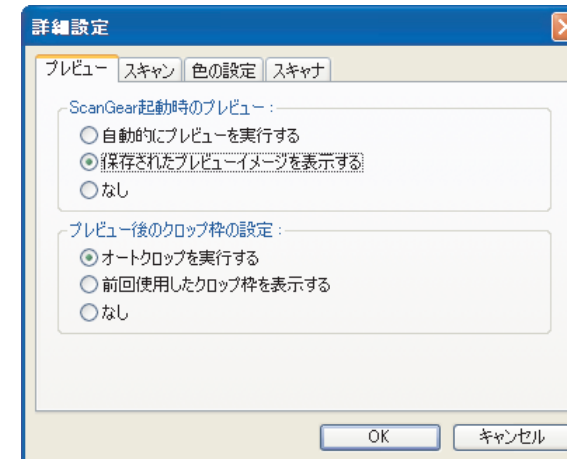 詳細設定
プレビュー スキャン 色の設定 スキャナ
ScanGear起動時のプレビュー:
自動的にプレビューを実行する
保存されたプレビューイメージを表示する
なし
プレビュー後のクロップ枠の設定:
オートクロップを実行する
前回使用したクロップ枠を表示する
なし
OK キャンセル